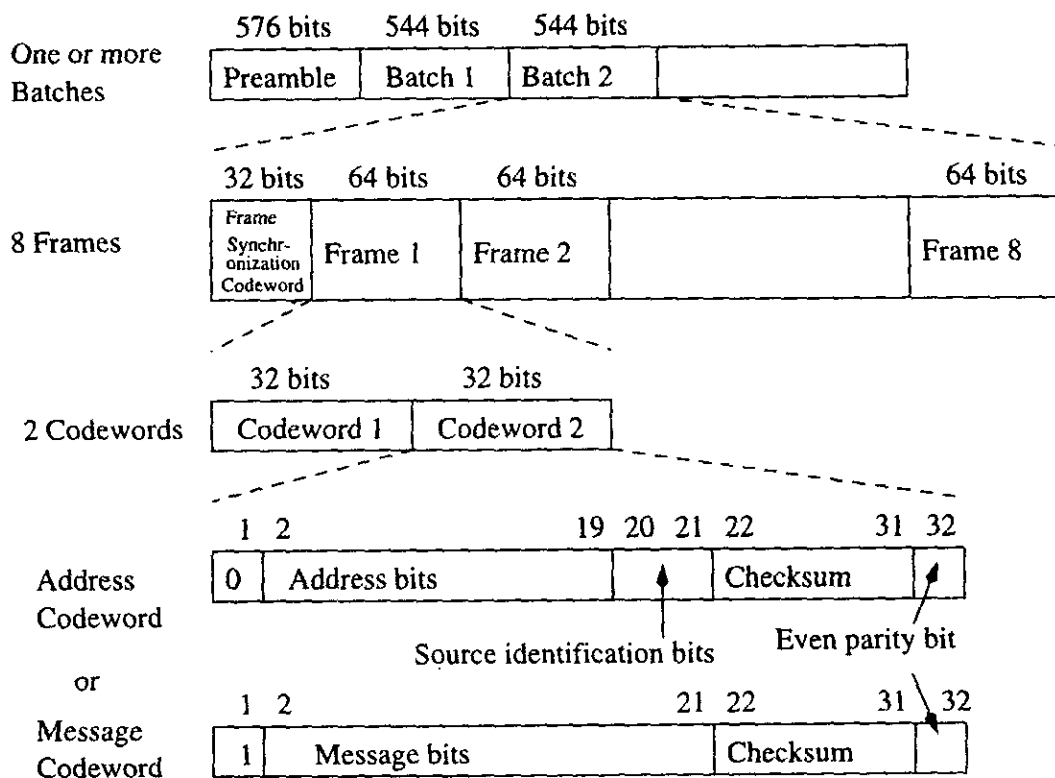 576 bits 544 bits 544 bits
One or more
Batches
Preamble Batch 1 Batch 2
32 bits 64 bits 64 bits 64 bits
8 Frames
Frame
Synchr-
onization
Codeword
Frame 1 Frame 2 Frame 8
32 bits 32 bits
2 Codewords Codeword 1 Codeword 2
1 2 19 20 21 22 31 32
Address
Codeword
0 Address bits Checksum
Source identification bits Even parity bit
or
1 2 21 22 31 32
Message
Codeword
1 Message bits Checksum